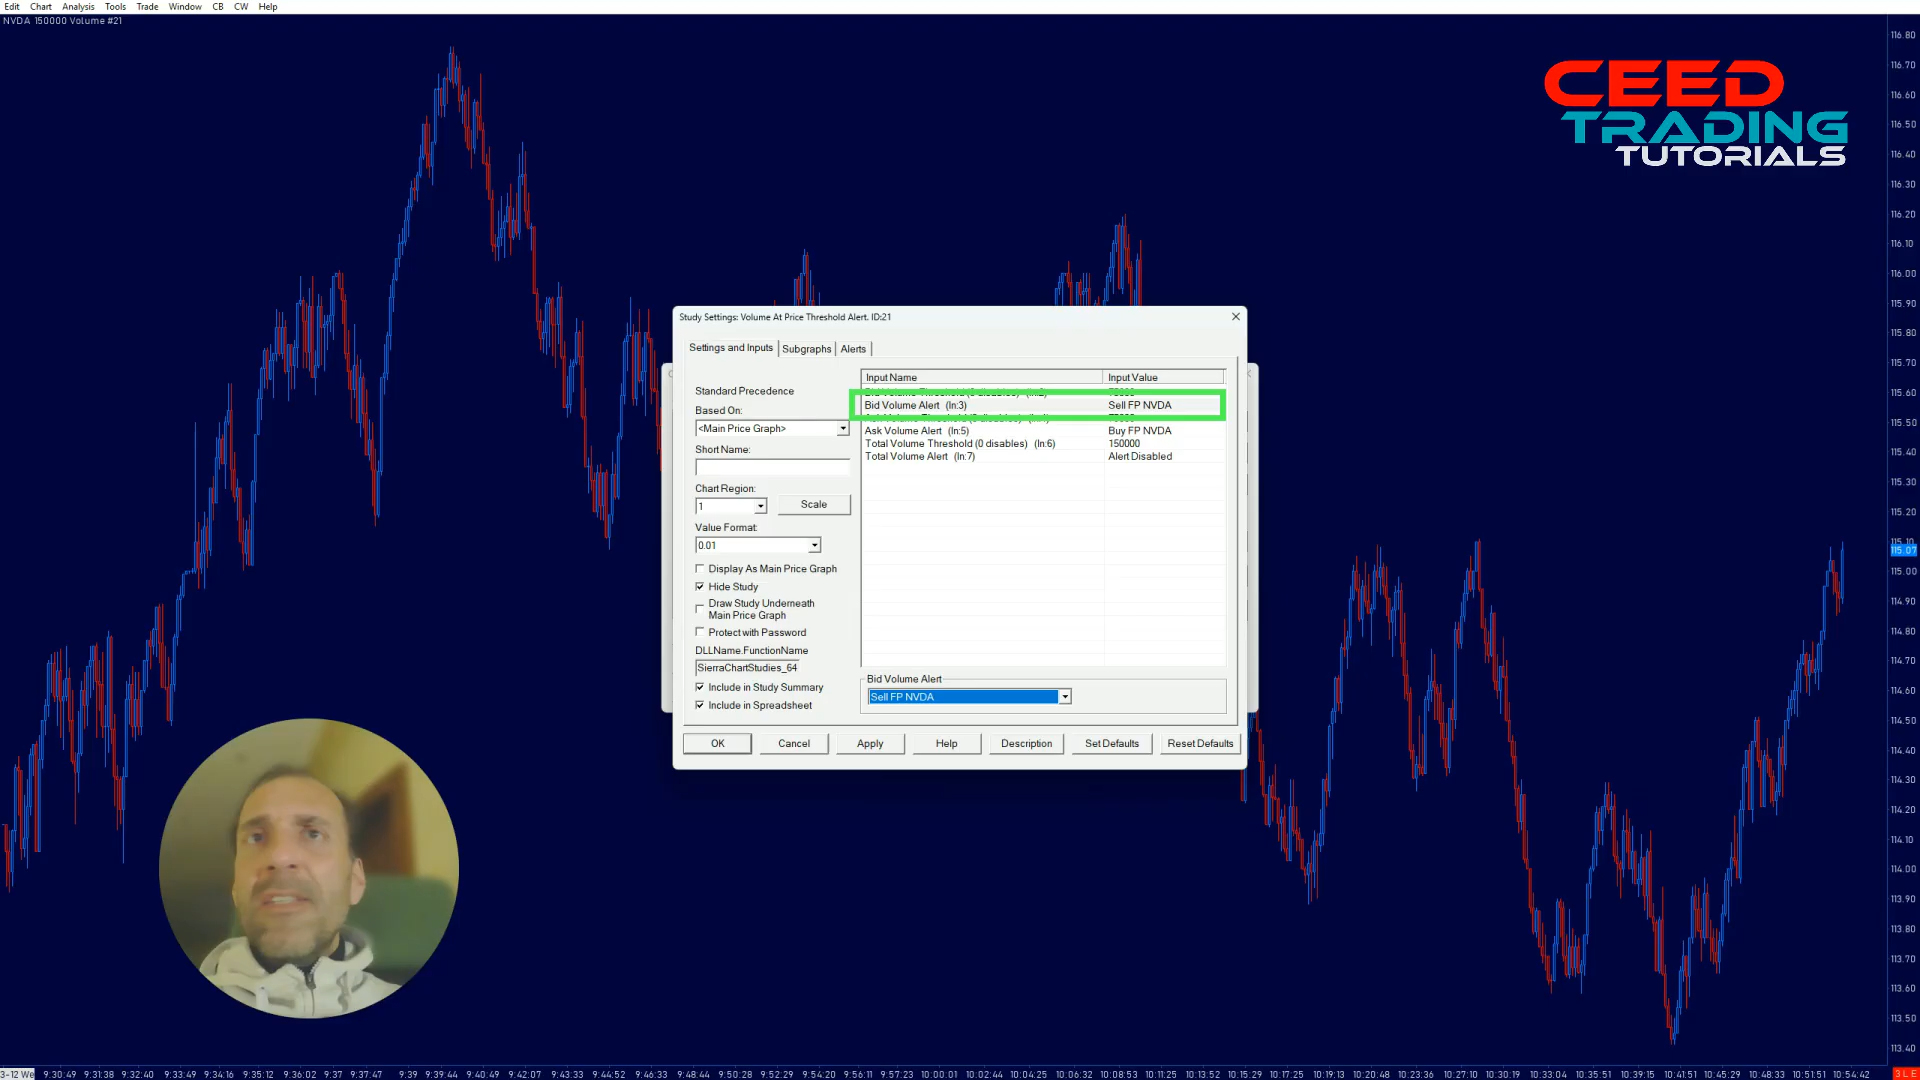 Edit Chart Analysis Tools Trade Window CB CW Help
NVDA 150000 Volume #21
CEED
TRADING
TUTORIALS
116.80
116.70
116.60
116.50
116.40
116.30
116.20
116.10
116.00
115.90
115.80
115.70
115.60
115.50
115.40
115.30
115.20
115.10
115.07
115.00
114.90
114.80
114.70
114.60
114.50
114.40
114.30
114.20
114.10
114.00
113.90
113.80
113.70
113.60
113.50
113.40
Study Settings: Volume At Price Threshold Alert. ID:21
Settings and Inputs Subgraphs Alerts
Standard Precedence
Based On:
<Main Price Graph>
Short Name:
Chart Region:
1 Scale
Value Format:
0.01
Display As Main Price Graph
Hide Study
Draw Study Underneath
Main Price Graph
Protect with Password
DLLName.FunctionName
SierraChartStudies_64
Include in Study Summary
Include in Spreadsheet
Input Name Input Value
Bid Volume Alert (In:3) Sell FP NVDA
Ask Volume Alert (In:5) Buy FP NVDA
Total Volume Threshold (0 disables) (In:6) 150000
Total Volume Alert (In:7) Alert Disabled
Bid Volume Alert
Sell FP NVDA
OK Cancel Apply Help Description Set Defaults Reset Defaults
3-12 We 9:30:49 9:31:38 9:32:40 9:33:49 9:34:16 9:35:12 9:36:02 9:37 9:37:47 9:39 9:39:44 9:40:49 9:42:07 9:43:33 9:44:52 9:46:33 9:48:44 9:50:28 9:52:29 9:54:20 9:56:11 9:57:23 10:00:01 10:02:44 10:04:25 10:06:32 10:08:53 10:11:25 10:13:52 10:15:29 10:17:25 10:19:13 10:20:48 10:23:36 10:27:10 10:30:19 10:33:04 10:35:51 10:39:15 10:41:51 10:45:29 10:48:33 10:51:51 10:54:42 3 L E